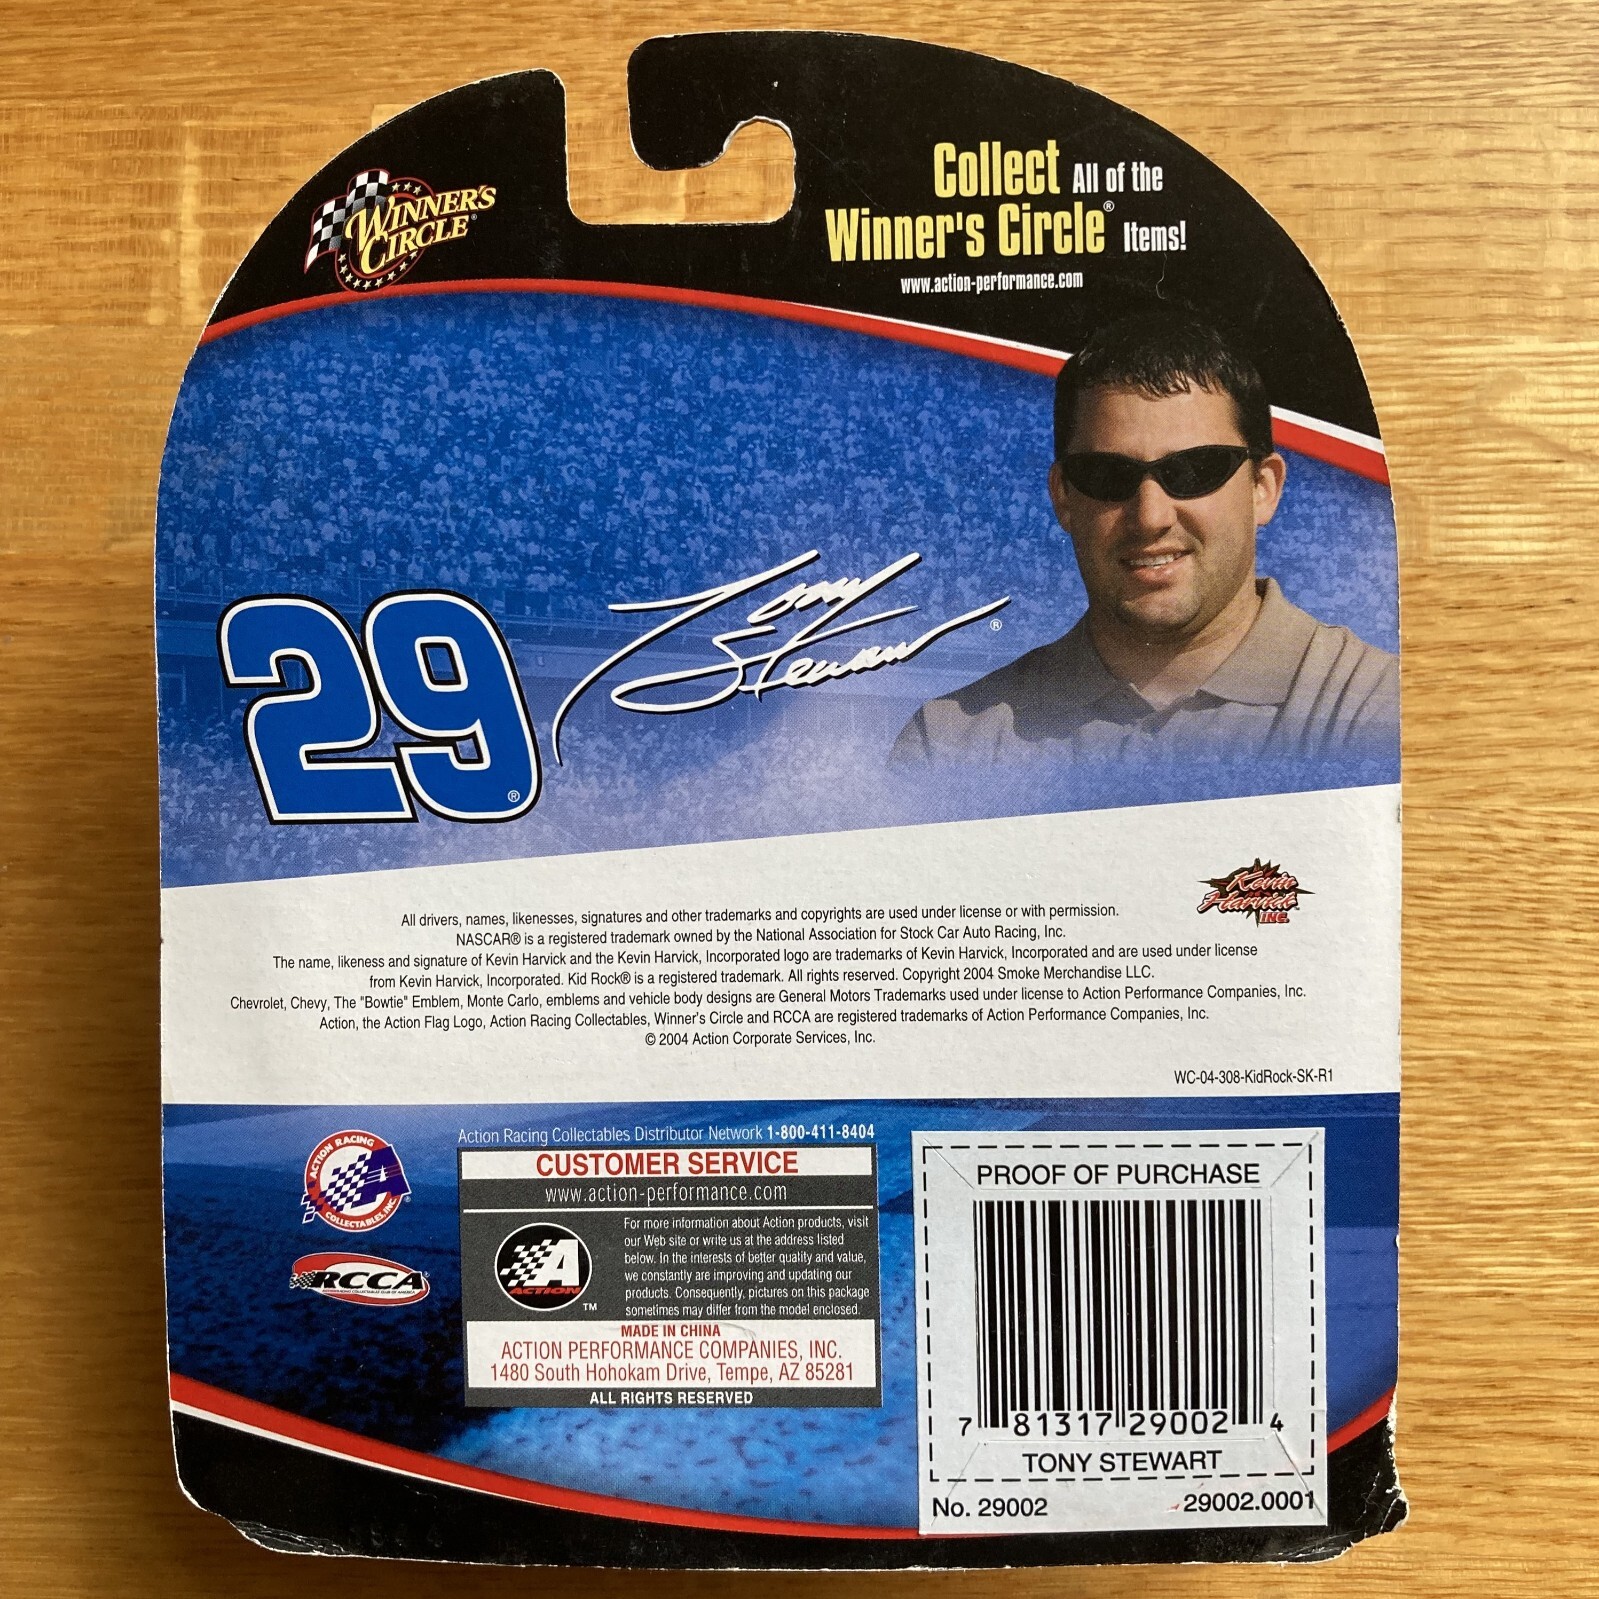 WINNER'S
CIRCLE®
Collect All of the
Winner's Circle® Items!
www.action-performance.com
29®
Tony
Stewart®
Kevin
Harvick
INC.
All drivers, names, likenesses, signatures and other trademarks and copyrights are used under license or with permission.
NASCAR® is a registered trademark owned by the National Association for Stock Car Auto Racing, Inc.
The name, likeness and signature of Kevin Harvick and the Kevin Harvick, Incorporated logo are trademarks of Kevin Harvick, Incorporated and are used under license
from Kevin Harvick, Incorporated. Kid Rock® is a registered trademark. All rights reserved. Copyright 2004 Smoke Merchandise LLC.
Chevrolet, Chevy, The "Bowtie" Emblem, Monte Carlo, emblems and vehicle body designs are General Motors Trademarks used under license to Action Performance Companies, Inc.
Action, the Action Flag Logo, Action Racing Collectables, Winner's Circle and RCCA are registered trademarks of Action Performance Companies, Inc.
© 2004 Action Corporate Services, Inc.
WC-04-308-KidRock-SK-R1
ACTION RACING
A®
COLLECTABLES, INC.
RCCA®
Action Racing Collectables Distributor Network 1-800-411-8404
CUSTOMER SERVICE
www.action-performance.com
A
ACTION
TM
For more information about Action products, visit
our Web site or write us at the address listed
below. In the interests of better quality and value,
we constantly are improving and updating our
products. Consequently, pictures on this package
sometimes may differ from the model enclosed.
MADE IN CHINA
ACTION PERFORMANCE COMPANIES, INC.
1480 South Hohokam Drive, Tempe, AZ 85281
ALL RIGHTS RESERVED
PROOF OF PURCHASE
7 81317 29002 4
TONY STEWART
No. 29002 29002.0001